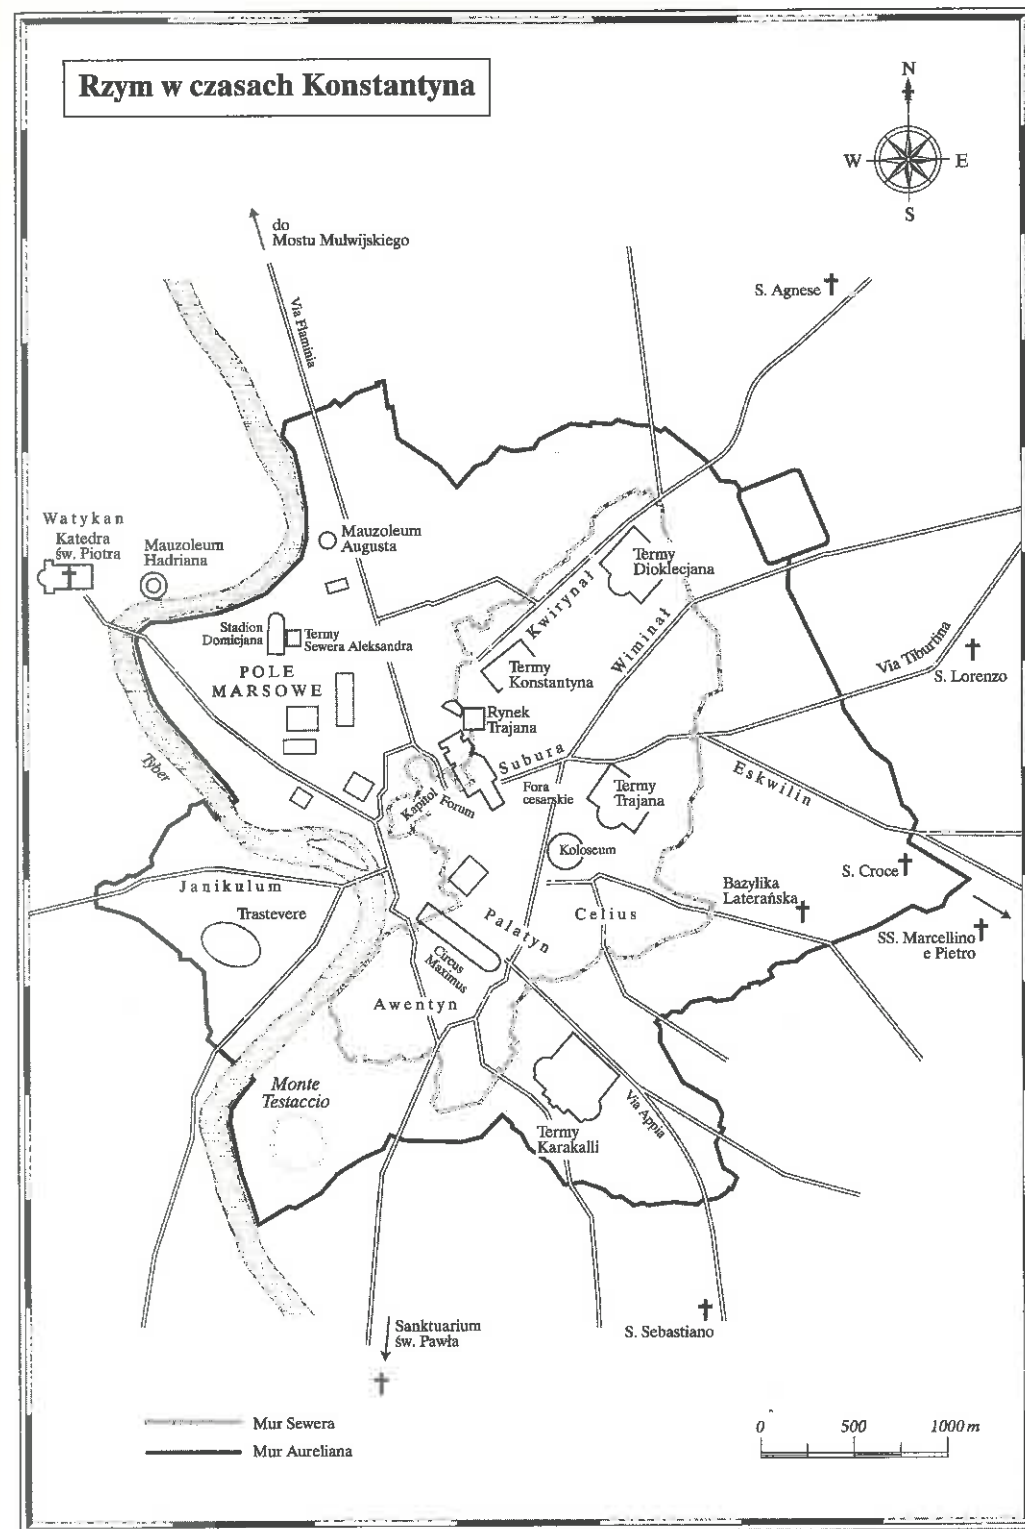 Rzym w czasach Konstantyna
N
W
E
S
do
Mostu Mulwijskiego
Via Flaminia
S. Agnese
Watykan
Katedra
św. Piotra
Mauzoleum
Hadriana
Mauzoleum
Augusta
Termy
Dioklecjana
Kwirynał
Wiminał
Stadion
Domicjana
Termy
Sewera Aleksandra
POLE
MARSOWE
Termy
Konstantyna
Via Tiburtina
S. Lorenzo
Rynek
Trajana
Subura
Tyber
Kapitol
Forum
Fora
cesarskie
Termy
Trajana
Eskwilin
Koloseum
S. Croce
Janikulum
Trastevere
Palatyn
Celius
Bazylika
Laterańska
SS. Marcellino
e Pietro
Circus
Maximus
Awentyn
Monte
Testaccio
Termy
Karakalli
Via Appia
Sanktuarium
św. Pawła
S. Sebastiano
Mur Sewera
Mur Aureliana
0 500 1000 m